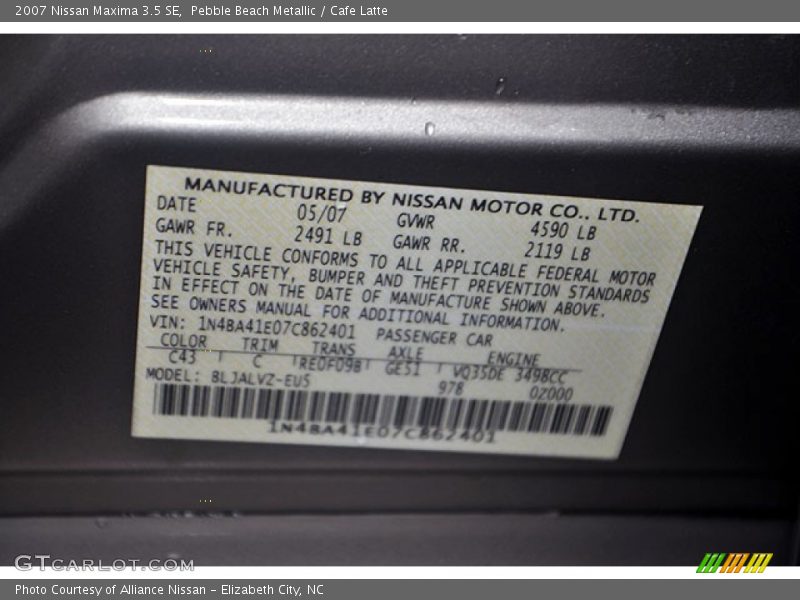 2007 Nissan Maxima 3.5 SE, Pebble Beach Metallic / Cafe Latte
MANUFACTURED BY NISSAN MOTOR CO., LTD.
DATE 05/07 GVWR 4590 LB
GAWR FR. 2491 LB GAWR RR. 2119 LB
THIS VEHICLE CONFORMS TO ALL APPLICABLE FEDERAL MOTOR
VEHICLE SAFETY, BUMPER AND THEFT PREVENTION STANDARDS
IN EFFECT ON THE DATE OF MANUFACTURE SHOWN ABOVE.
SEE OWNERS MANUAL FOR ADDITIONAL INFORMATION.
VIN: 1N4BA41E07C862401 PASSENGER CAR
COLOR TRIM TRANS AXLE ENGINE
C43 C RE0F09B GE51 VQ35DE 3498CC
MODEL: BLJALVZ-EU5 978 0Z000
1N4BA41E07C862401
GTCARLOT.COM
Photo Courtesy of Alliance Nissan – Elizabeth City, NC